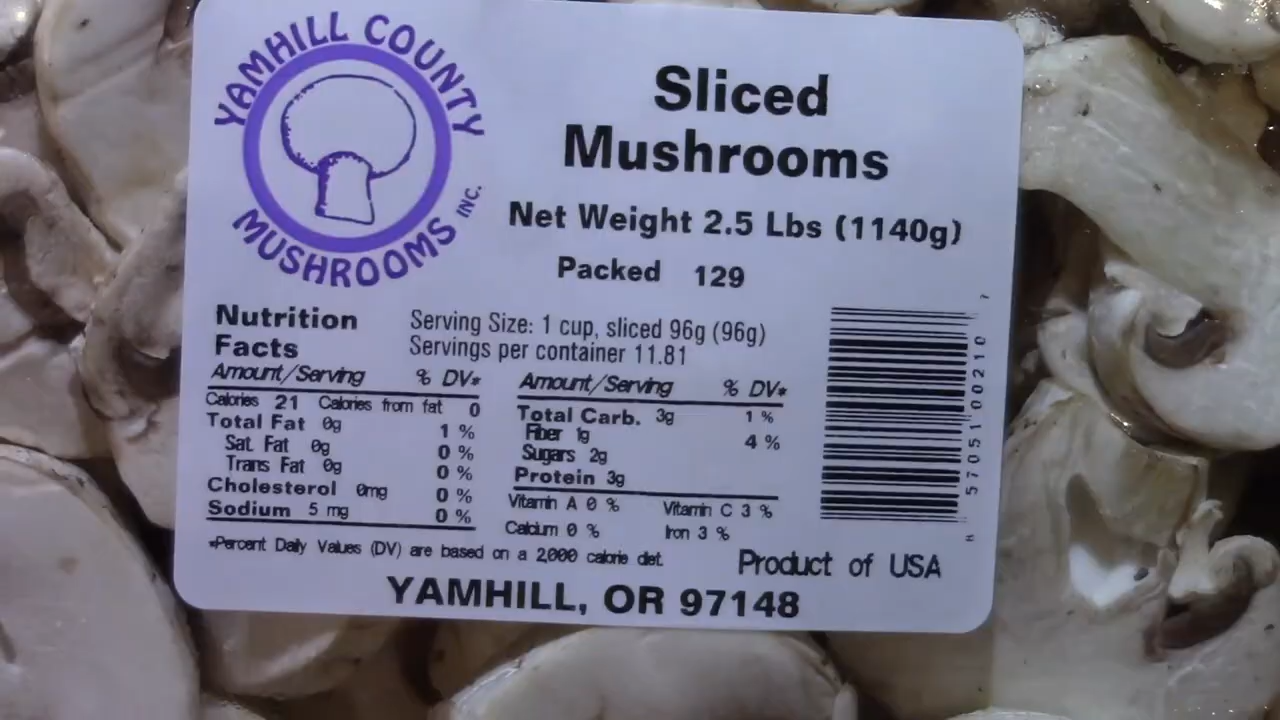 YAMHILL COUNTY
MUSHROOMS INC.
Sliced
Mushrooms
Net Weight 2.5 Lbs (1140g)
Packed 129
Nutrition
Facts
Serving Size: 1 cup, sliced 96g (96g)
Servings per container 11.81
Amount/Serving % DV*
Calories 21 Calories from fat 0
Total Fat 0g 1 %
Sat. Fat 0g 0 %
Trans Fat 0g 0 %
Cholesterol 0mg 0 %
Sodium 5 mg 0 %
Amount/Serving % DV*
Total Carb. 3g 1 %
Fiber 1g 4 %
Sugars 2g
Protein 3g
Vitamin A 0 % Vitamin C 3 %
Calcium 0 % Iron 3 %
*Percent Daily Values (DV) are based on a 2,000 calorie diet.
Product of USA
YAMHILL, OR 97148
57051 00210 7